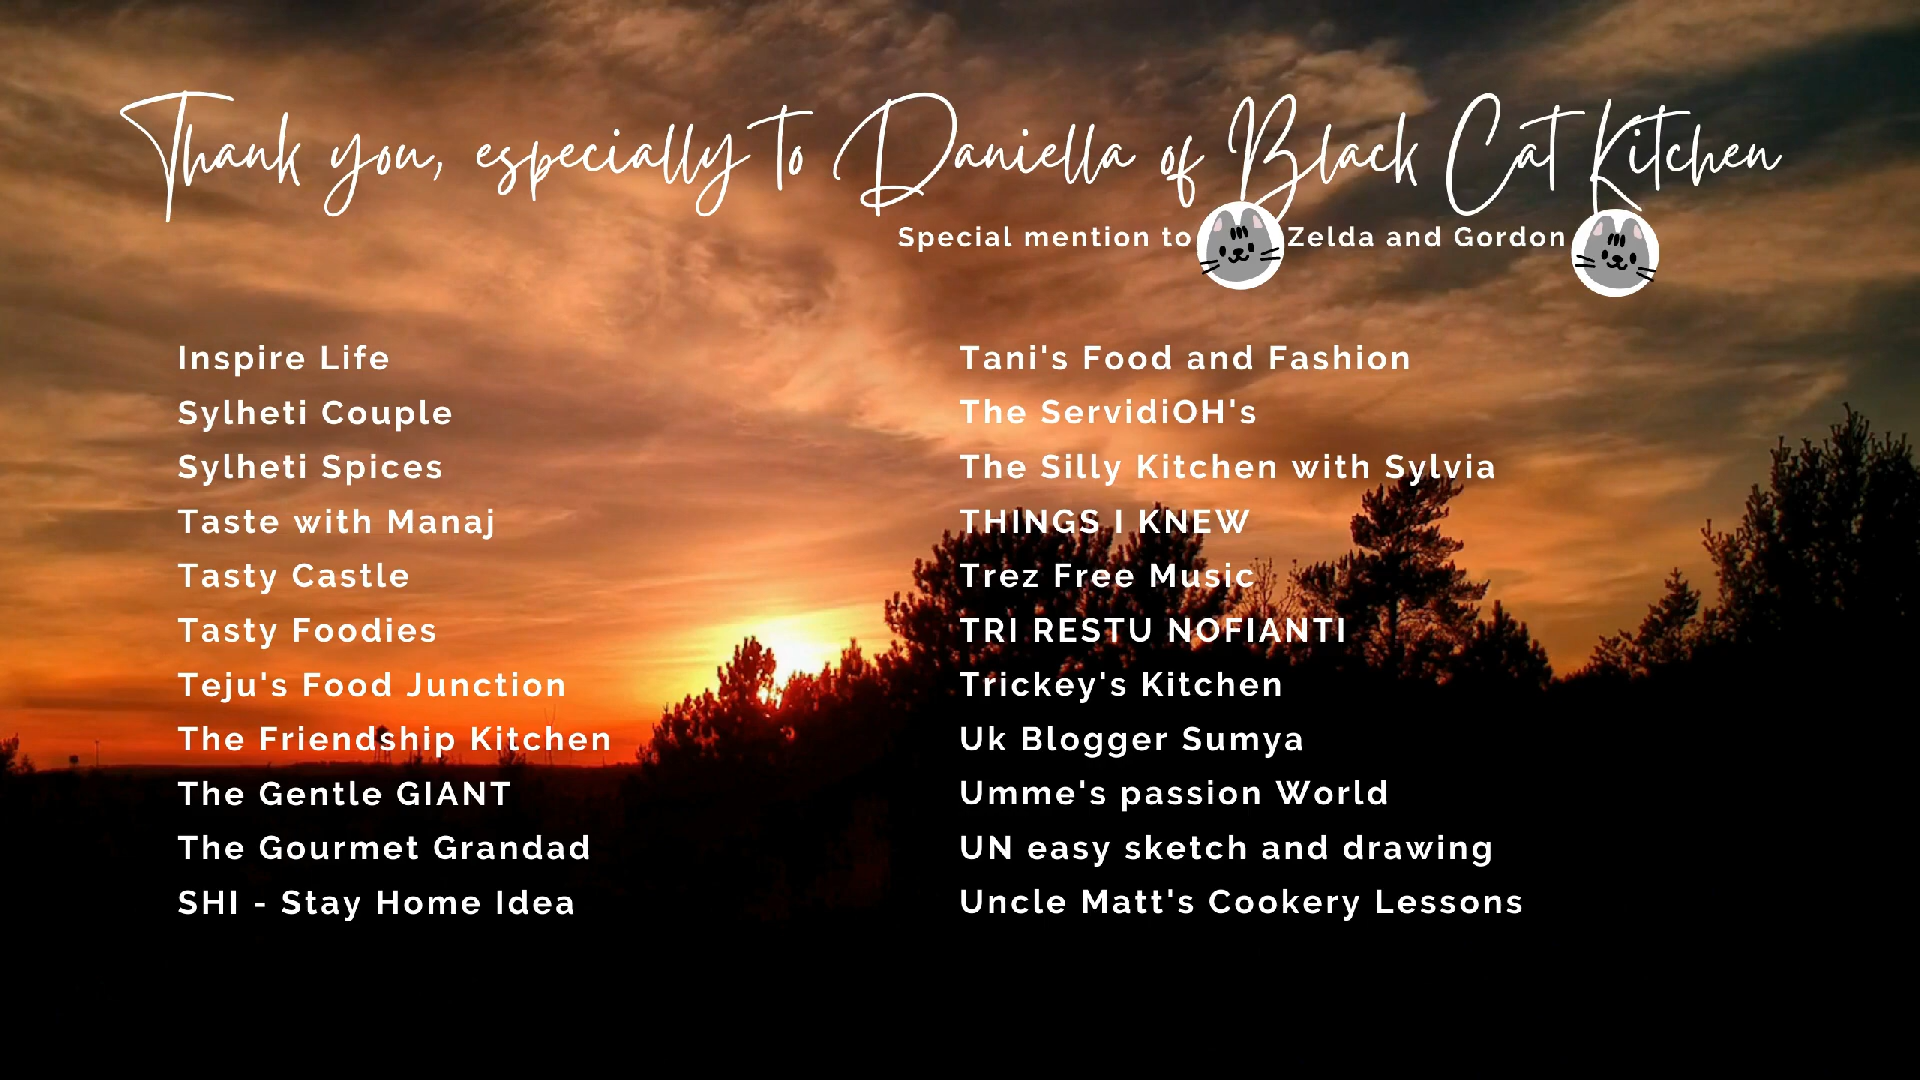 Thank you, especially to Daniella of Black Cat Kitchen
Special mention to Zelda and Gordon
Inspire Life
Sylheti Couple
Sylheti Spices
Taste with Manaj
Tasty Castle
Tasty Foodies
Teju's Food Junction
The Friendship Kitchen
The Gentle GIANT
The Gourmet Grandad
SHI - Stay Home Idea
Tani's Food and Fashion
The ServidiOH's
The Silly Kitchen with Sylvia
THINGS I KNEW
Trez Free Music
TRI RESTU NOFIANTI
Trickey's Kitchen
Uk Blogger Sumya
Umme's passion World
UN easy sketch and drawing
Uncle Matt's Cookery Lessons